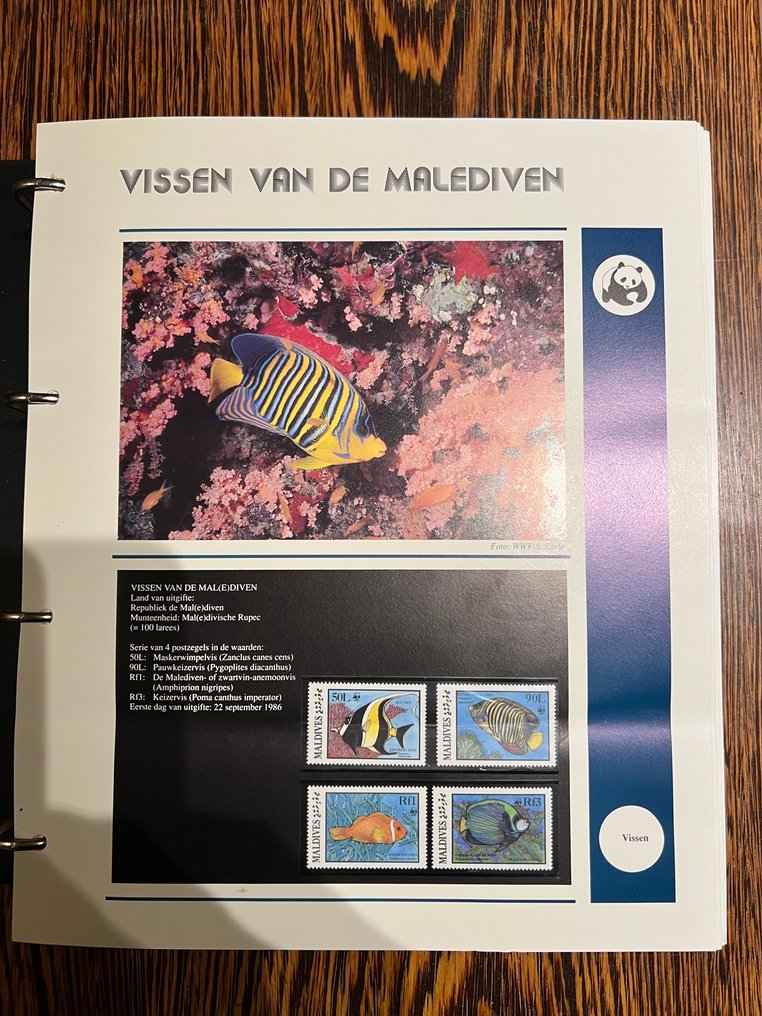 VISSEN VAN DE MALEDIVEN
Foto: WWF/S. Earle
VISSEN VAN DE MAL(E)DIVEN
Land van uitgifte:
Republiek de Mal(e)diven
Munteenheid: Mal(e)divische Rupec
(= 100 larees)
Serie van 4 postzegels in de waarden:
50L: Maskerwimpelvis (Zanclus canes cens)
90L: Pauwkeizervis (Pygoplites diacanthus)
Rf1: De Malediven- of zwartvin-anemoonvis
(Amphiprion nigripes)
Rf3: Keizervis (Poma canthus imperator)
Eerste dag van uitgifte: 22 september 1986
50L
MALDIVES
90L
MALDIVES
Rf1
MALDIVES
Rf3
MALDIVES
Vissen